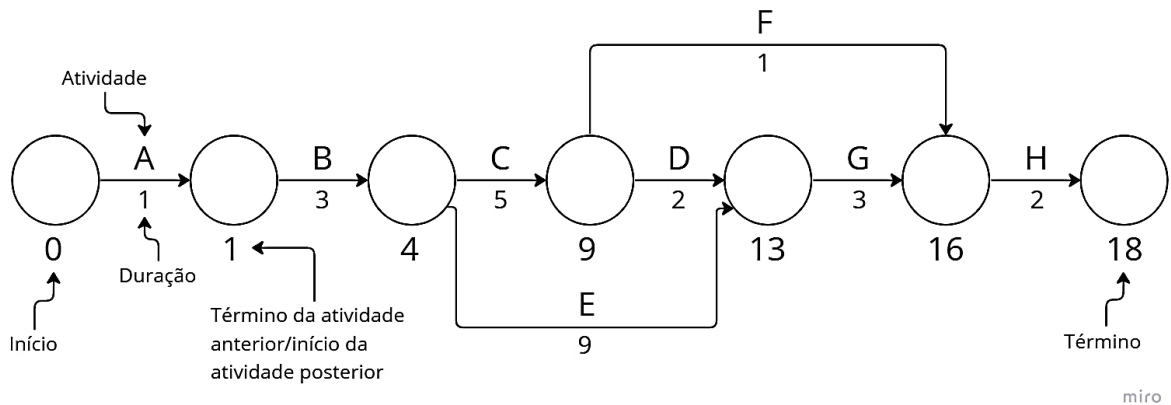 F
1
Atividade
A
B
C
D
G
H
1
3
5
2
3
2
0
1
4
9
13
16
18
Duração
E
9
Início
Término da atividade
anterior/início da
atividade posterior
Término
miro